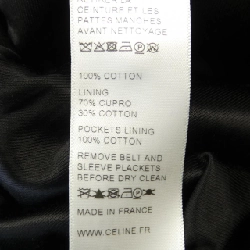 CEINTURE ET LES
PATTES MANCHES
AVANT NETTOYAGE
100% COTTON
LINING
70% CUPRO
30% COTTON
POCKETS LINING
100% COTTON
REMOVE BELT AND
SLEEVE PLACKETS
BEFORE DRY CLEAN
MADE IN FRANCE
WWW.CELINE.FR